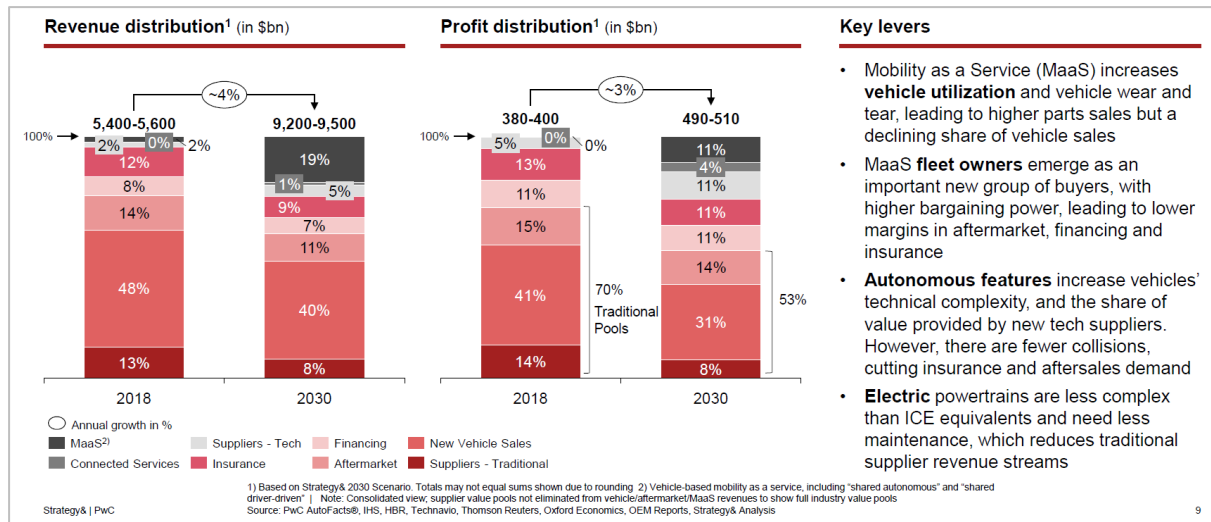 Revenue distribution¹ (in $bn)
~4%
5,400-5,600
9,200-9,500
100%
2%
0%
2%
12%
8%
14%
48%
13%
19%
1%
5%
9%
7%
11%
40%
8%
2018
2030
Profit distribution¹ (in $bn)
~3%
380-400
490-510
100%
5%
0%
0%
13%
11%
15%
41%
14%
70%
Traditional
Pools
11%
4%
11%
11%
11%
14%
31%
8%
53%
2018
2030
Annual growth in %
MaaS²⁾
Suppliers - Tech
Financing
New Vehicle Sales
Connected Services
Insurance
Aftermarket
Suppliers - Traditional
Key levers
• Mobility as a Service (MaaS) increases
vehicle utilization and vehicle wear and
tear, leading to higher parts sales but a
declining share of vehicle sales
• MaaS fleet owners emerge as an
important new group of buyers, with
higher bargaining power, leading to lower
margins in aftermarket, financing and
insurance
• Autonomous features increase vehicles'
technical complexity, and the share of
value provided by new tech suppliers.
However, there are fewer collisions,
cutting insurance and aftersales demand
• Electric powertrains are less complex
than ICE equivalents and need less
maintenance, which reduces traditional
supplier revenue streams
1) Based on Strategy& 2030 Scenario. Totals may not equal sums shown due to rounding 2) Vehicle-based mobility as a service, including "shared autonomous" and "shared
driver-driven" | Note: Consolidated view; supplier value pools not eliminated from vehicle/aftermarket/MaaS revenues to show full industry value pools
Source: PwC AutoFacts®, IHS, HBR, Technavio, Thomson Reuters, Oxford Economics, OEM Reports, Strategy& Analysis
Strategy& | PwC
9